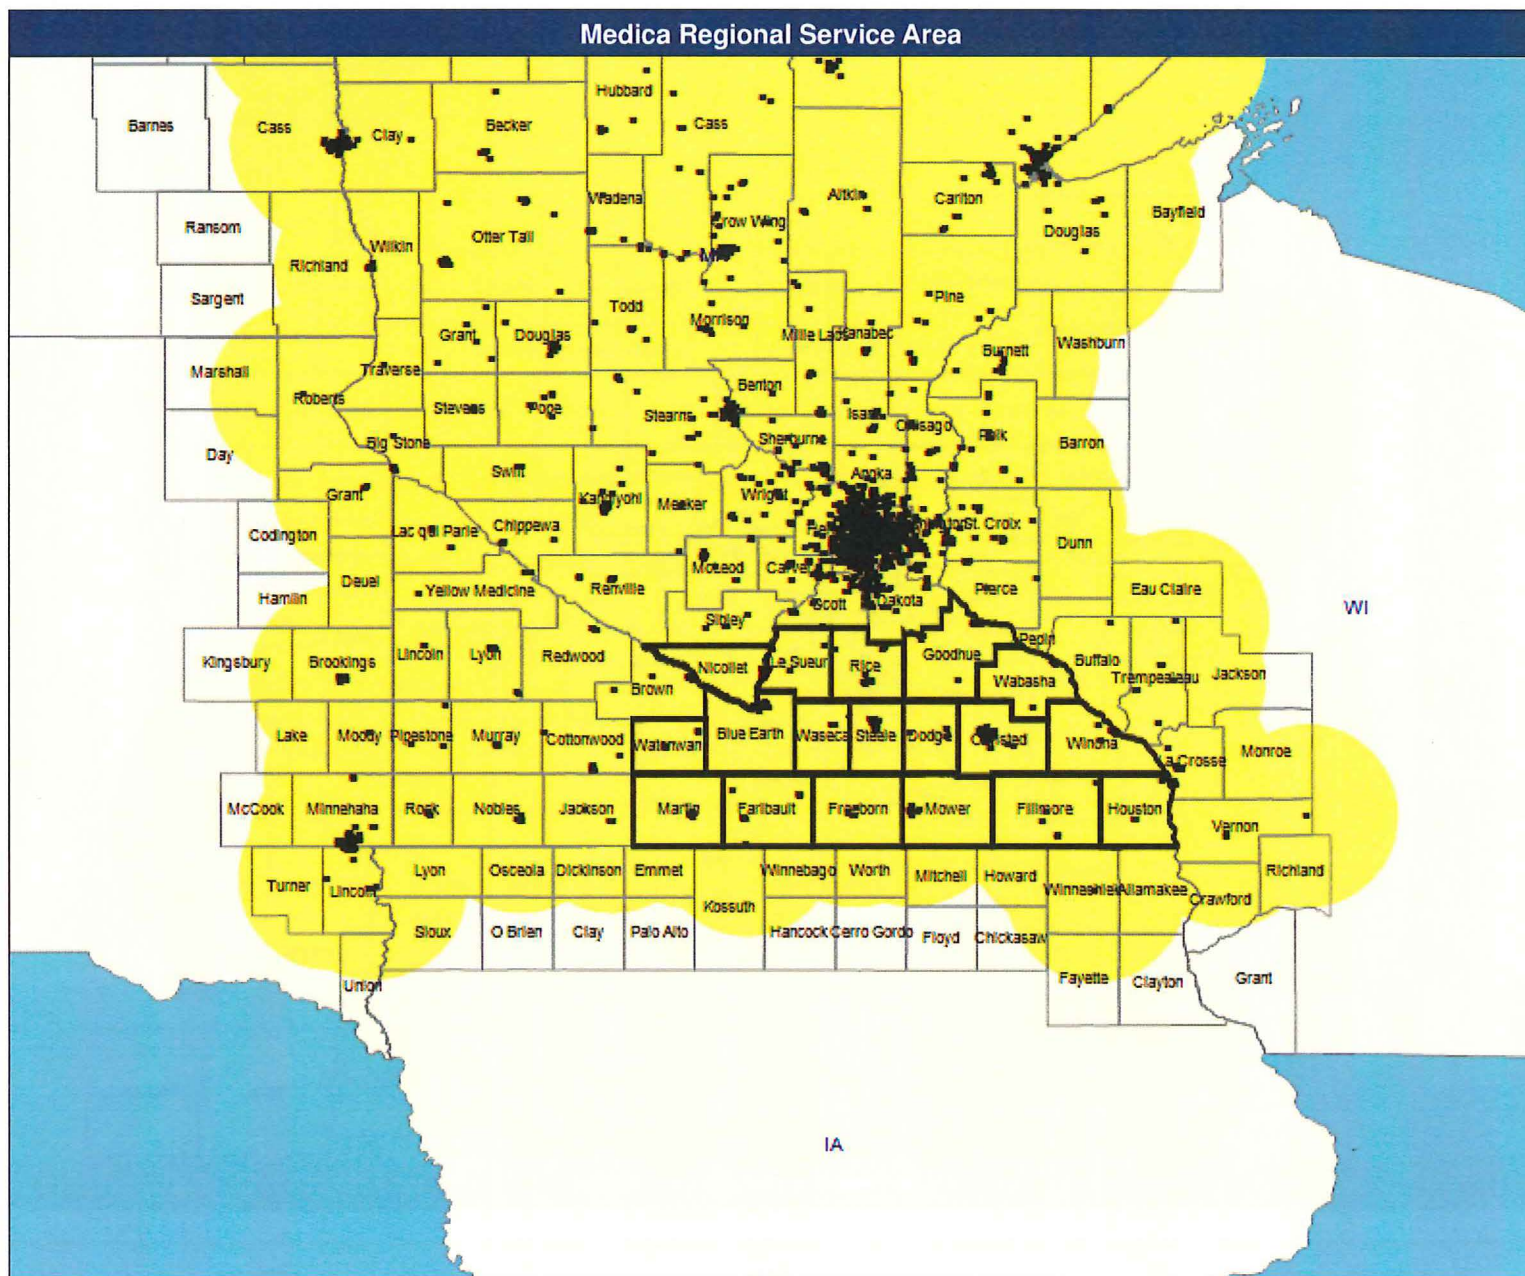 Medica Regional Service Area
Hubbard
Barnes
Cass
Clay
Becker
Cass
Wadena
Aitkin
Carlton
Ransom
Otter Tail
Crow Wing
Bayfield
Douglas
Wilkin
Richland
Sargent
Pine
Todd
Morrison
Grant
Douglas
Mille Lacs
Kanabec
Washburn
Burnett
Marshall
Traverse
Benton
Roberts
Stevens
Pope
Stearns
Isanti
Chisago
Polk
Barron
Big Stone
Sherburne
Day
Swift
Anoka
Grant
Kandiyohi
Meeker
Wright
St. Croix
Codington
Lac qui Parle
Chippewa
Dunn
Deuel
McLeod
Carver
Yellow Medicine
Renville
Pierce
Eau Claire
Hamlin
Scott
Dakota
WI
Sibley
Pepin
Kingsbury
Brookings
Lincoln
Lyon
Redwood
Nicollet
Le Sueur
Rice
Goodhue
Buffalo
Trempealeau
Jackson
Brown
Wabasha
Lake
Moody
Pipestone
Murray
Cottonwood
Watonwan
Blue Earth
Waseca
Steele
Dodge
Olmsted
Winona
La Crosse
Monroe
McCook
Minnehaha
Rock
Nobles
Jackson
Martin
Faribault
Freeborn
Mower
Fillmore
Houston
Vernon
Turner
Lincoln
Lyon
Osceola
Dickinson
Emmet
Winnebago
Worth
Mitchell
Howard
Winneshiek
Allamakee
Crawford
Richland
Kossuth
Sioux
O Brien
Clay
Palo Alto
Hancock
Cerro Gordo
Floyd
Chickasaw
Union
Fayette
Clayton
Grant
IA